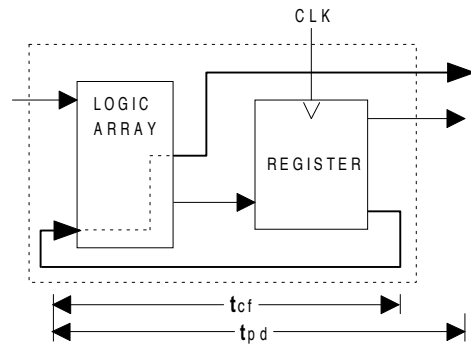 CLK
LOGIC
ARRAY
REGISTER
tcf
tpd